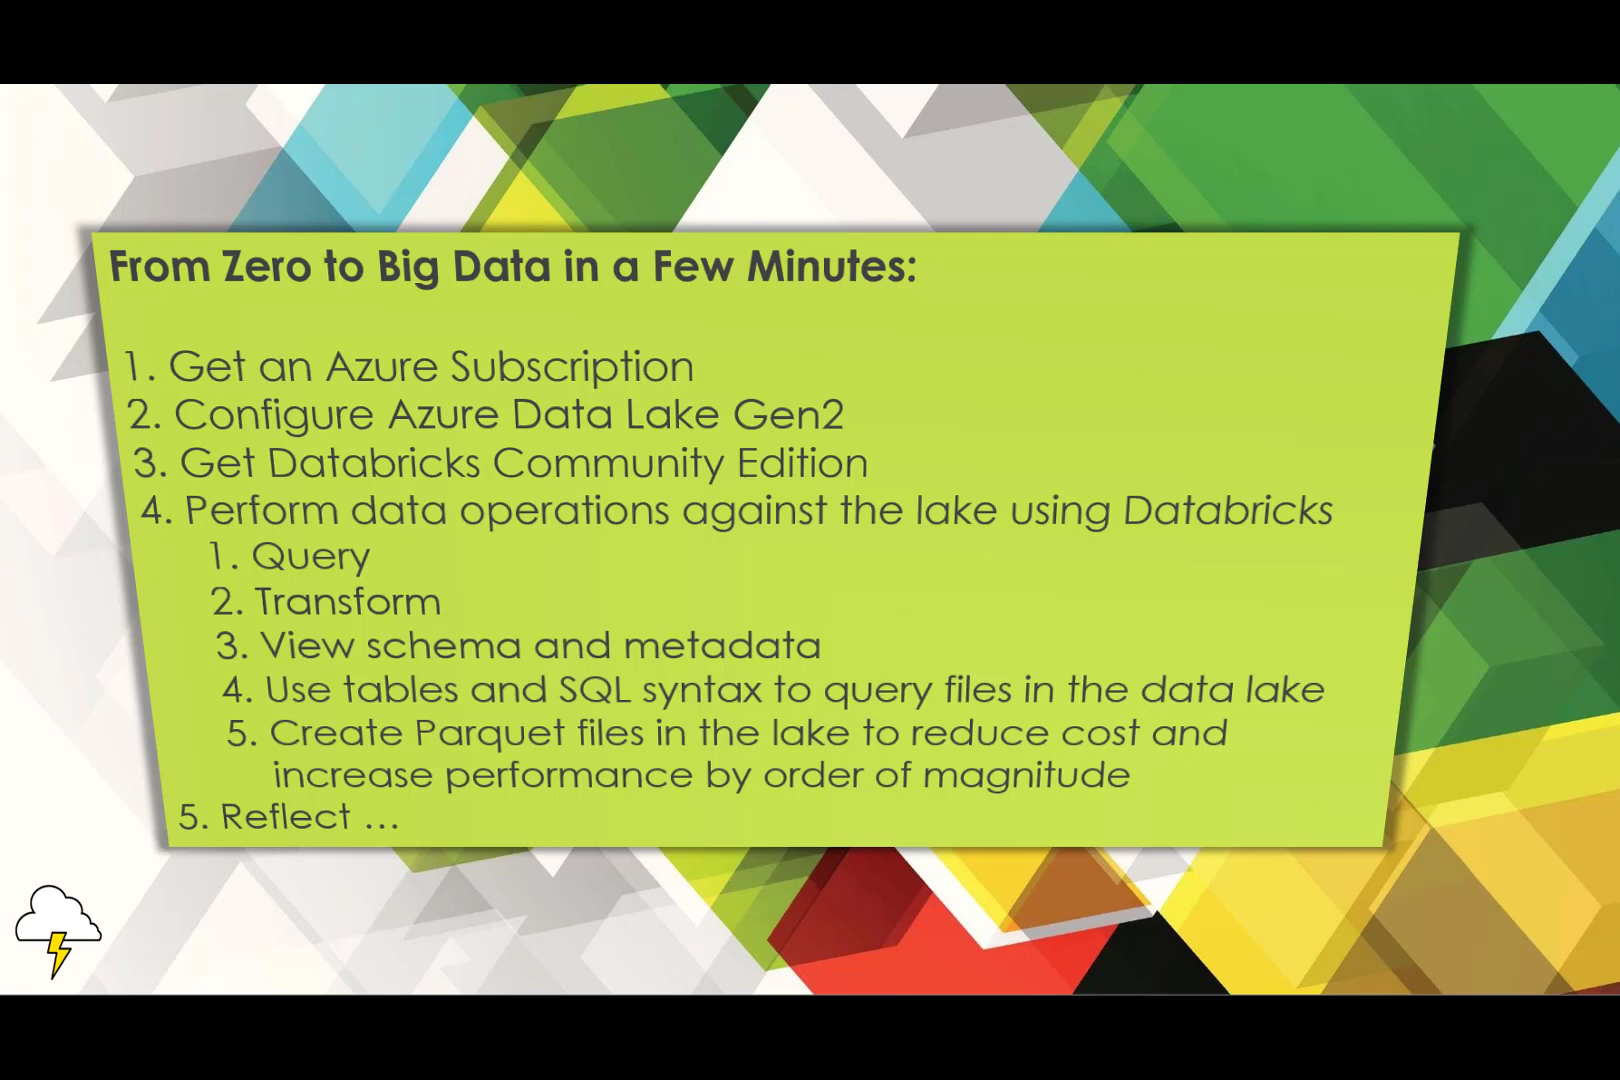 From Zero to Big Data in a Few Minutes:
1. Get an Azure Subscription
2. Configure Azure Data Lake Gen2
3. Get Databricks Community Edition
4. Perform data operations against the lake using Databricks
1. Query
2. Transform
3. View schema and metadata
4. Use tables and SQL syntax to query files in the data lake
5. Create Parquet files in the lake to reduce cost and
increase performance by order of magnitude
5. Reflect …